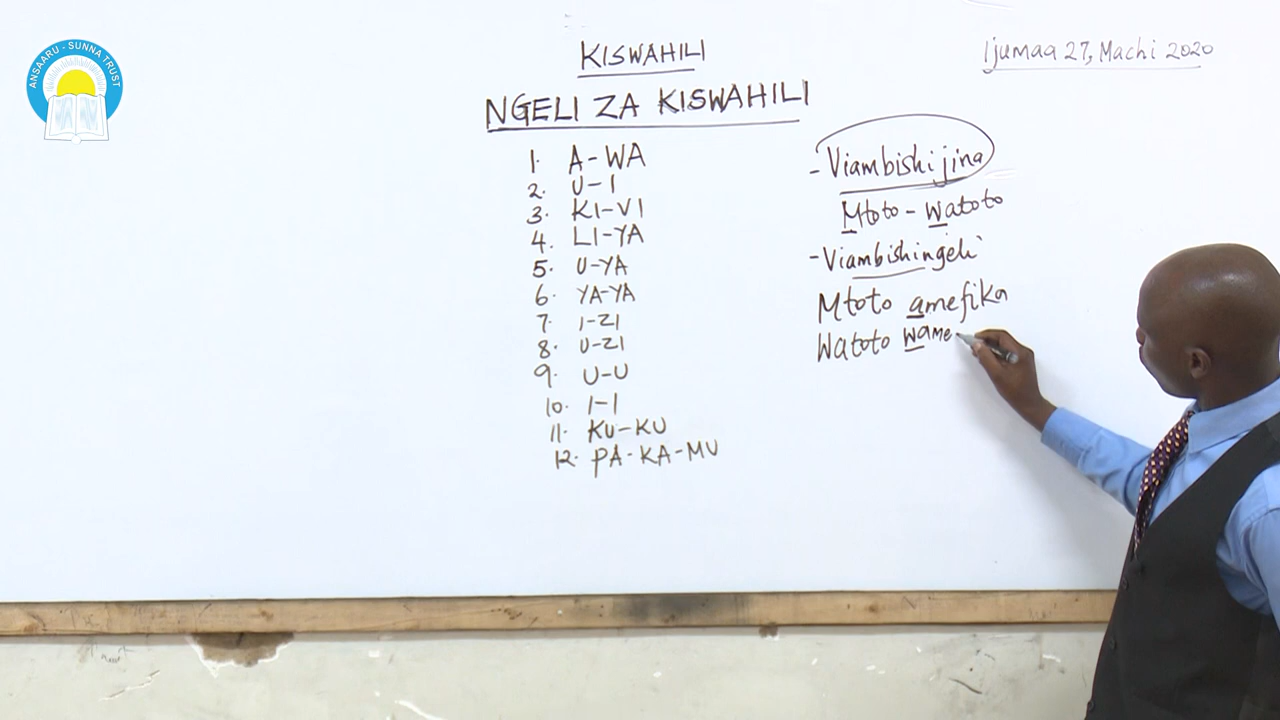 ANSAARU - SUNNA TRUST
KISWAHILI
Ijumaa 27, Machi 2020
NGELI ZA KISWAHILI
1. A-WA
2. U-I
3. KI-VI
4. LI-YA
5. U-YA
6. YA-YA
7. I-ZI
8. U-ZI
9. U-U
10. I-I
11. KU-KU
12. PA-KA-MU
- Viambishi jina
Mtoto - Watoto
- Viambishi ngeli
Mtoto amefika
Watoto wame